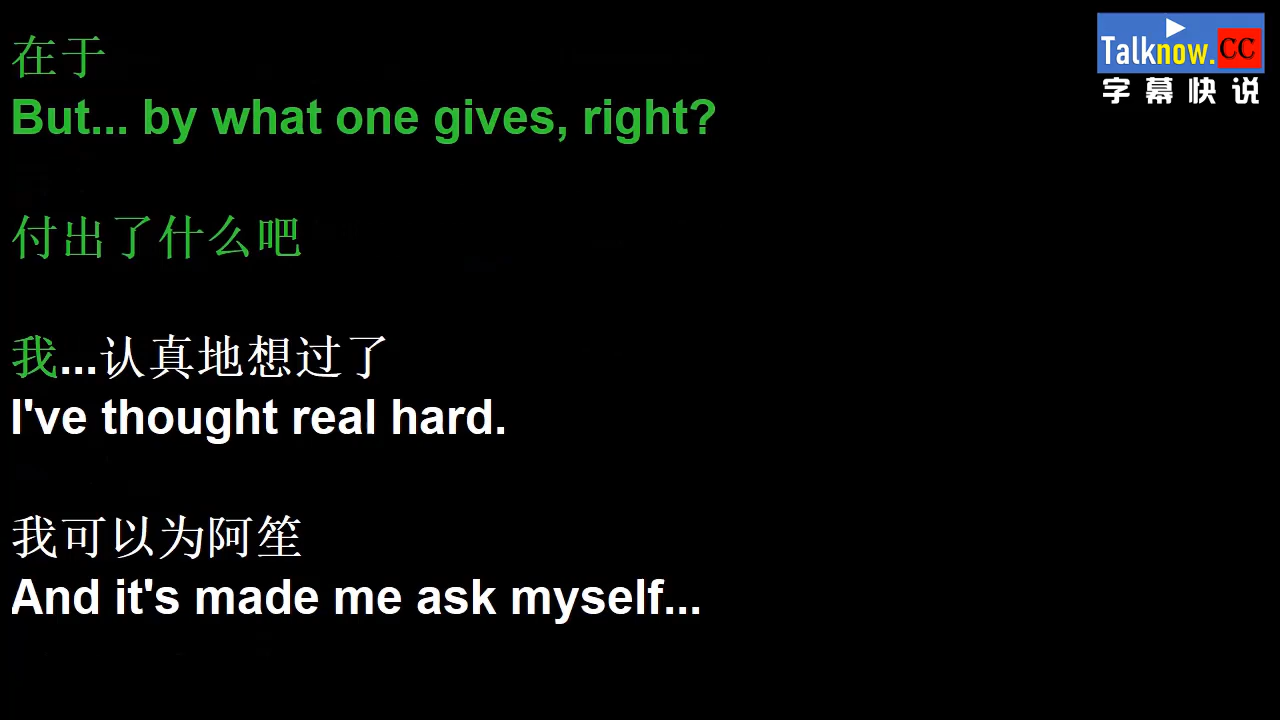 在于
But... by what one gives, right?
付出了什么吧
我...认真地想过了
I've thought real hard.
我可以为阿笙
And it's made me ask myself...
Talknow.CC
字幕快说